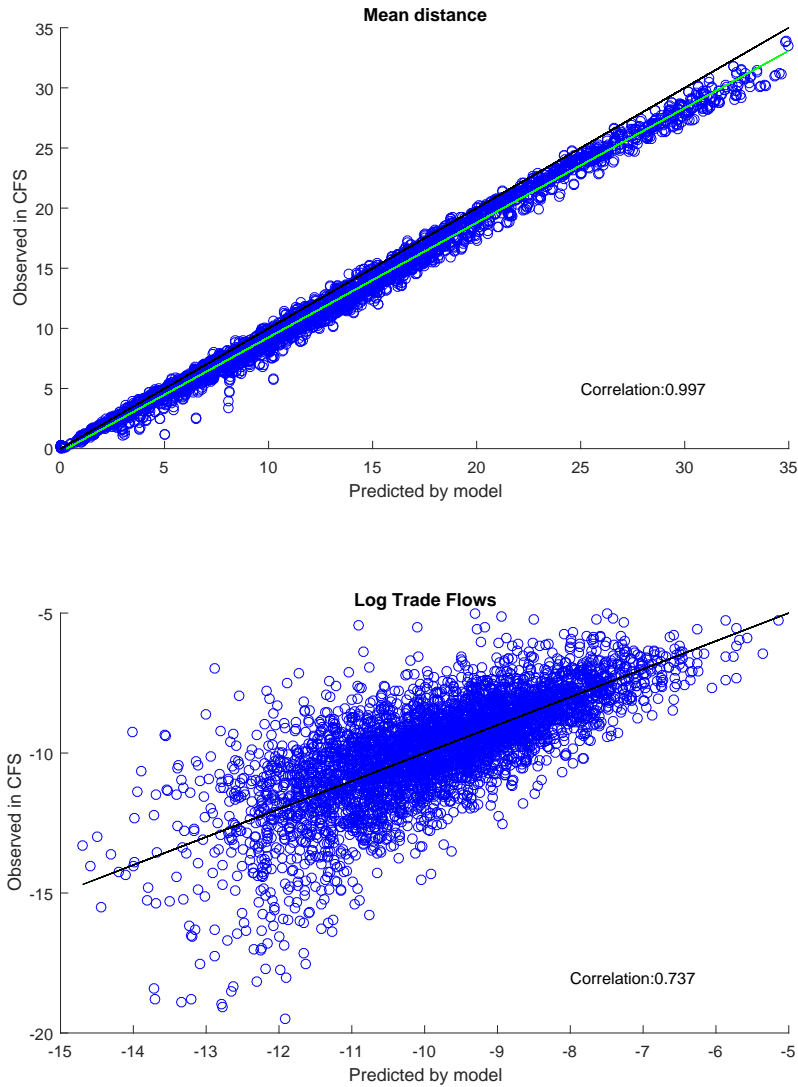 Mean distance
35
30
25
20
15
10
5
0
Observed in CFS
Correlation:0.997
0 5 10 15 20 25 30 35
Predicted by model
Log Trade Flows
-5
-10
-15
-20
Observed in CFS
Correlation:0.737
-15 -14 -13 -12 -11 -10 -9 -8 -7 -6 -5
Predicted by model